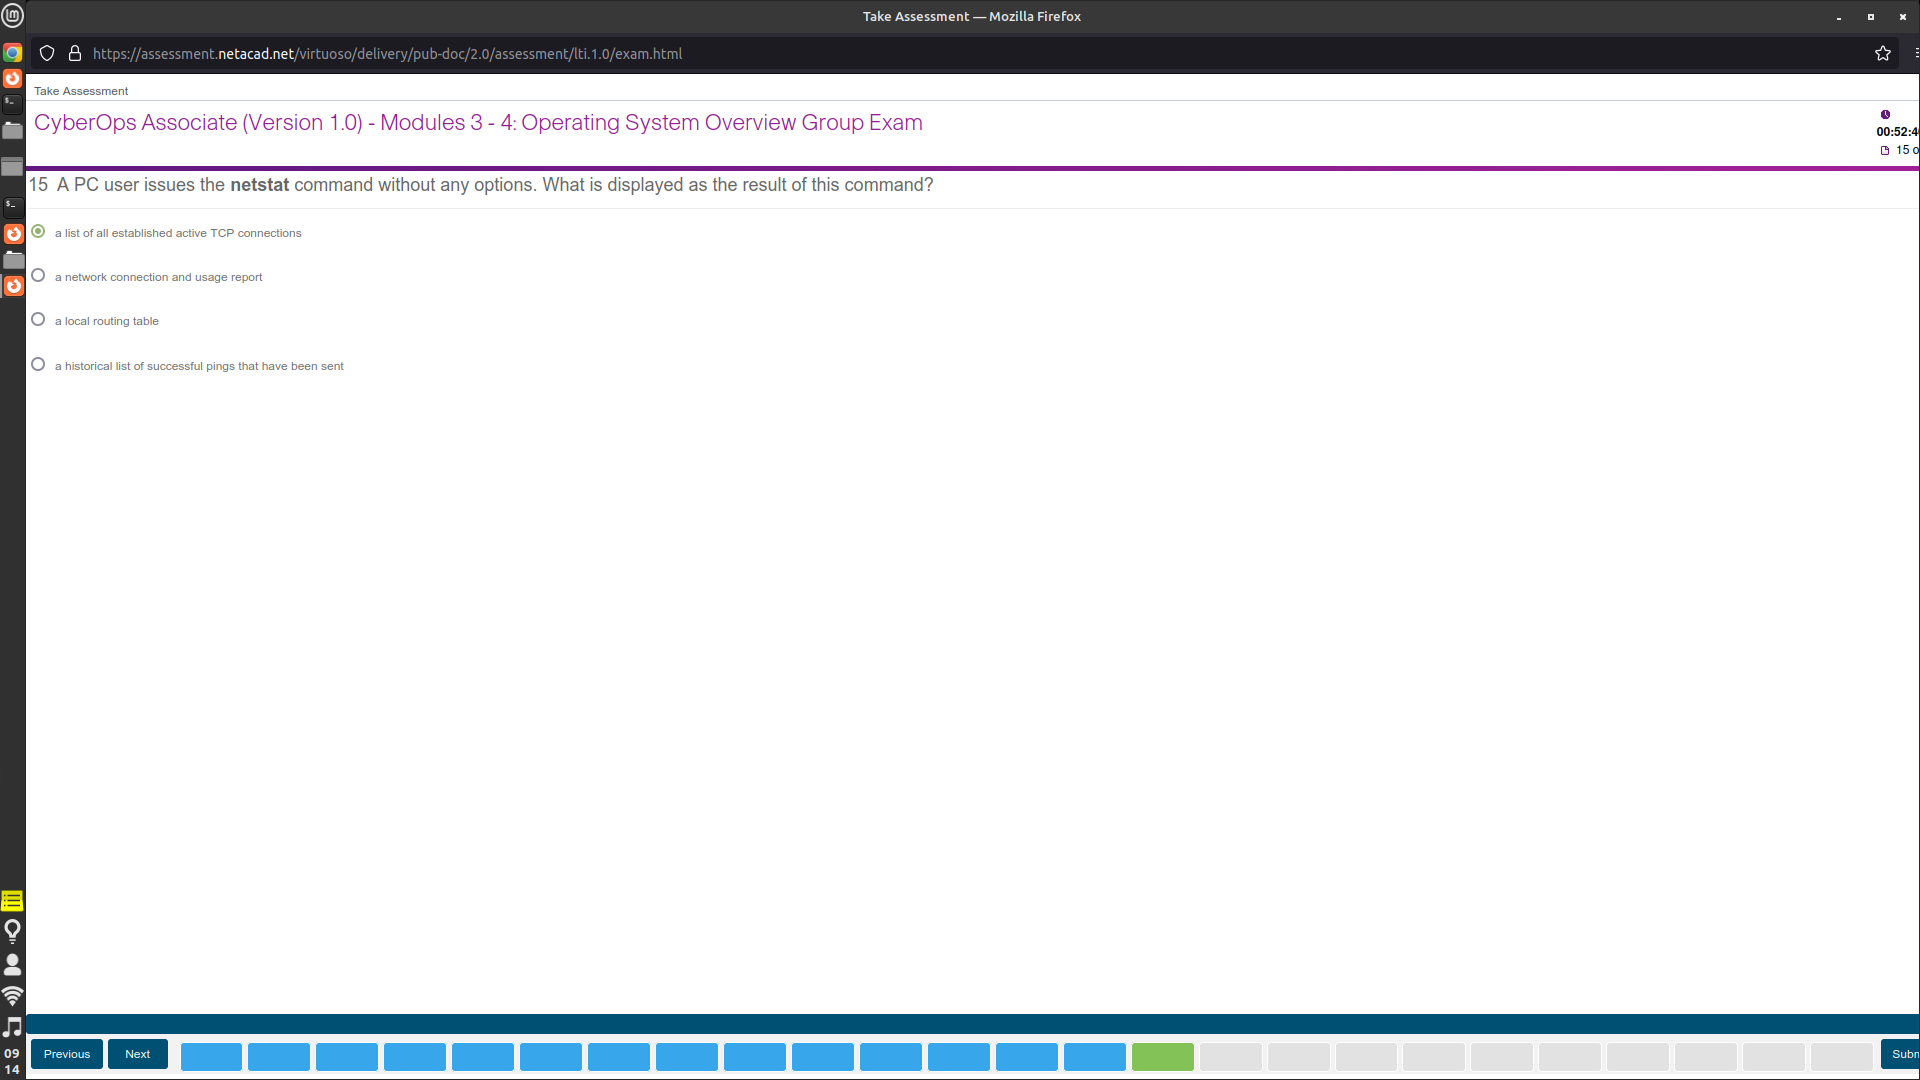 Take Assessment — Mozilla Firefox
https://assessment.netacad.net/virtuoso/delivery/pub-doc/2.0/assessment/lti.1.0/exam.html
Take Assessment
CyberOps Associate (Version 1.0) - Modules 3 - 4: Operating System Overview Group Exam
00:52:4
15 o
15 A PC user issues the netstat command without any options. What is displayed as the result of this command?
a list of all established active TCP connections
a network connection and usage report
a local routing table
a historical list of successful pings that have been sent
09
14
Previous
Next